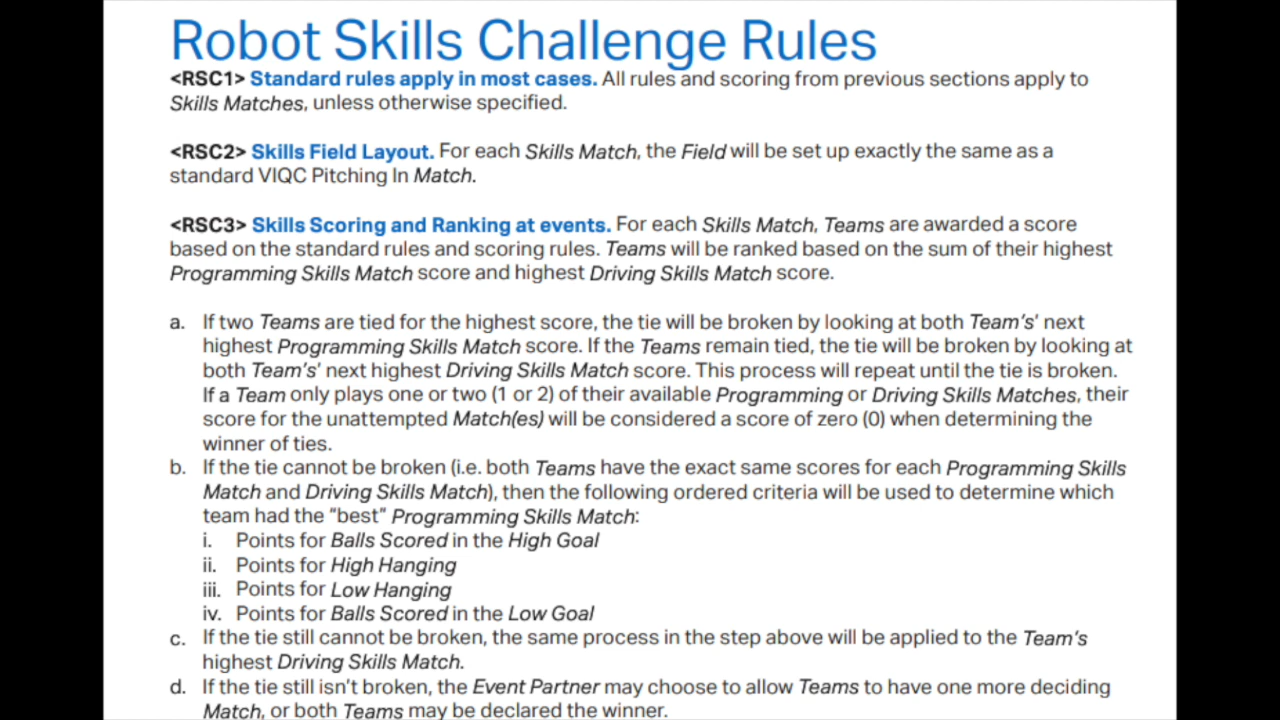 Robot Skills Challenge Rules
<RSC1> Standard rules apply in most cases. All rules and scoring from previous sections apply to
Skills Matches, unless otherwise specified.
<RSC2> Skills Field Layout. For each Skills Match, the Field will be set up exactly the same as a
standard VIQC Pitching In Match.
<RSC3> Skills Scoring and Ranking at events. For each Skills Match, Teams are awarded a score
based on the standard rules and scoring rules. Teams will be ranked based on the sum of their highest
Programming Skills Match score and highest Driving Skills Match score.
a. If two Teams are tied for the highest score, the tie will be broken by looking at both Team's' next
highest Programming Skills Match score. If the Teams remain tied, the tie will be broken by looking at
both Team's' next highest Driving Skills Match score. This process will repeat until the tie is broken.
If a Team only plays one or two (1 or 2) of their available Programming or Driving Skills Matches, their
score for the unattempted Match(es) will be considered a score of zero (0) when determining the
winner of ties.
b. If the tie cannot be broken (i.e. both Teams have the exact same scores for each Programming Skills
Match and Driving Skills Match), then the following ordered criteria will be used to determine which
team had the "best" Programming Skills Match:
i. Points for Balls Scored in the High Goal
ii. Points for High Hanging
iii. Points for Low Hanging
iv. Points for Balls Scored in the Low Goal
c. If the tie still cannot be broken, the same process in the step above will be applied to the Team's
highest Driving Skills Match.
d. If the tie still isn't broken, the Event Partner may choose to allow Teams to have one more deciding
Match, or both Teams may be declared the winner.